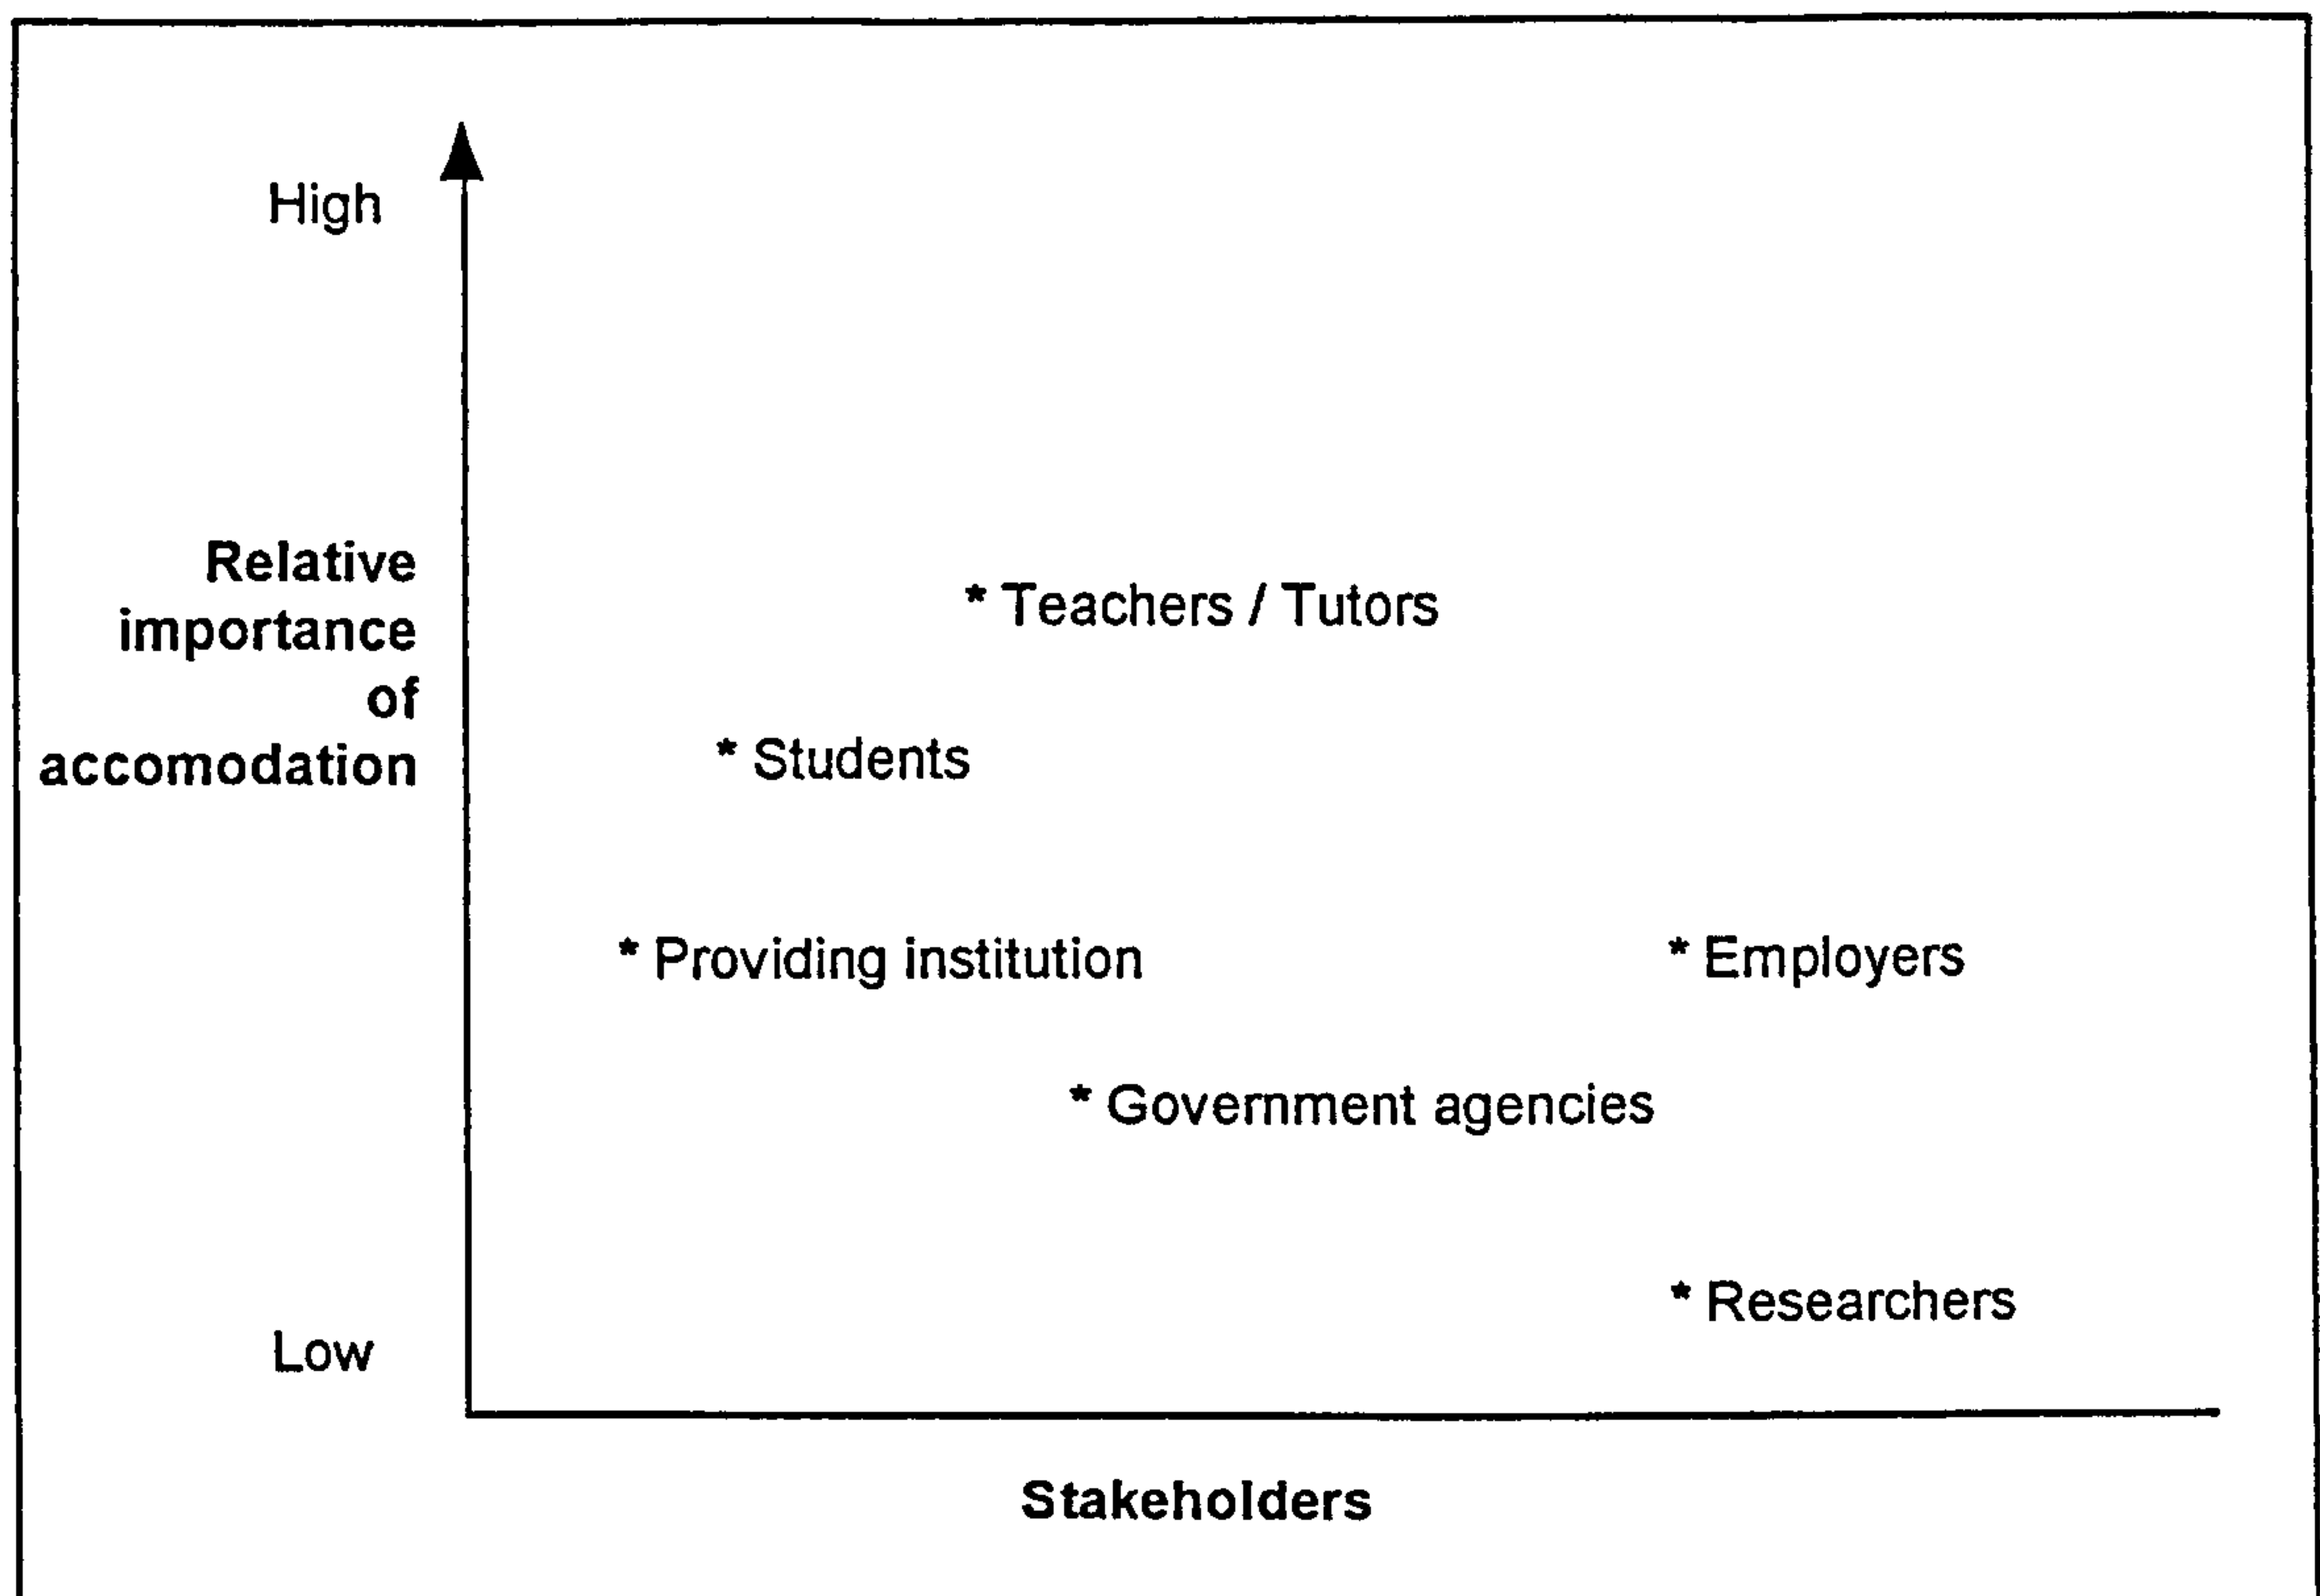 High
Relative
importance
of
accomodation
* Teachers / Tutors
* Students
* Providing institution
* Employers
* Government agencies
* Researchers
Low
Stakeholders